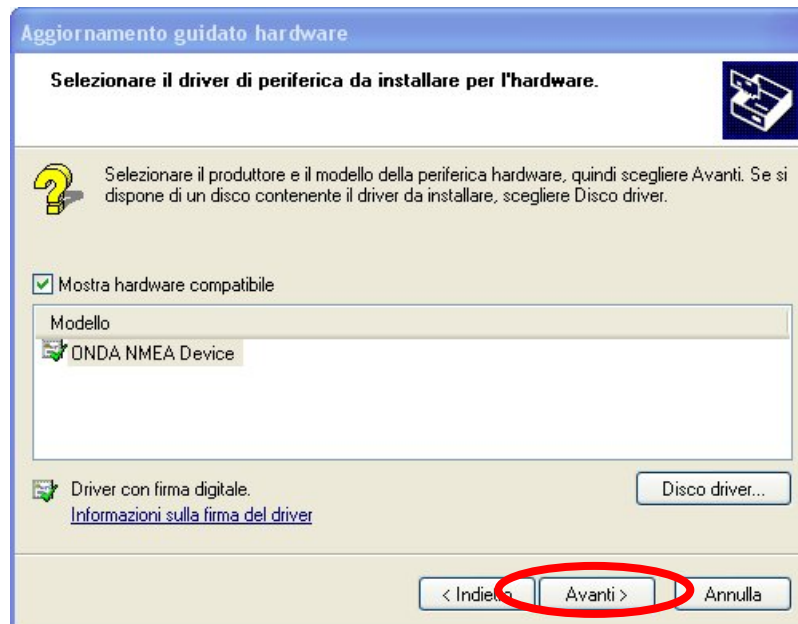 Aggiornamento guidato hardware
Selezionare il driver di periferica da installare per l'hardware.
Selezionare il produttore e il modello della periferica hardware, quindi scegliere Avanti. Se si
dispone di un disco contenente il driver da installare, scegliere Disco driver.
Mostra hardware compatibile
Modello
ONDA NMEA Device
Driver con firma digitale.
Disco driver...
Informazioni sulla firma del driver
< Indietro Avanti > Annulla